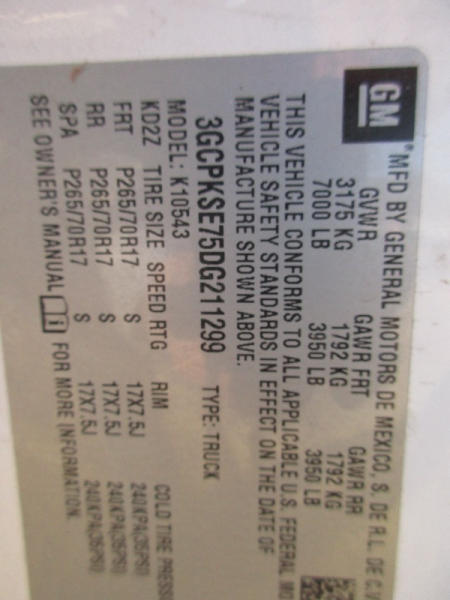 GM
®MFD BY GENERAL MOTORS DE MEXICO, S. DE R.L. DE C.V.
GVWR GAWR FRT GAWR RR
3175 KG 1792 KG 1792 KG
7000 LB 3950 LB 3950 LB
THIS VEHICLE CONFORMS TO ALL APPLICABLE U.S. FEDERAL MO
VEHICLE SAFETY STANDARDS IN EFFECT ON THE DATE OF
MANUFACTURE SHOWN ABOVE.
3GCPKSE75DG211299 TYPE: TRUCK
MODEL: K10543
KDZZ TIRE SIZE SPEED RTG RIM COLD TIRE PRESS
FRT P265/70R17 S 17X7.5J 240KPA(35PSI)
RR P265/70R17 S 17X7.5J 240KPA(35PSI)
SPA P265/70R17 S 17X7.5J 240KPA(35PSI)
SEE OWNER'S MANUAL FOR MORE INFORMATION.